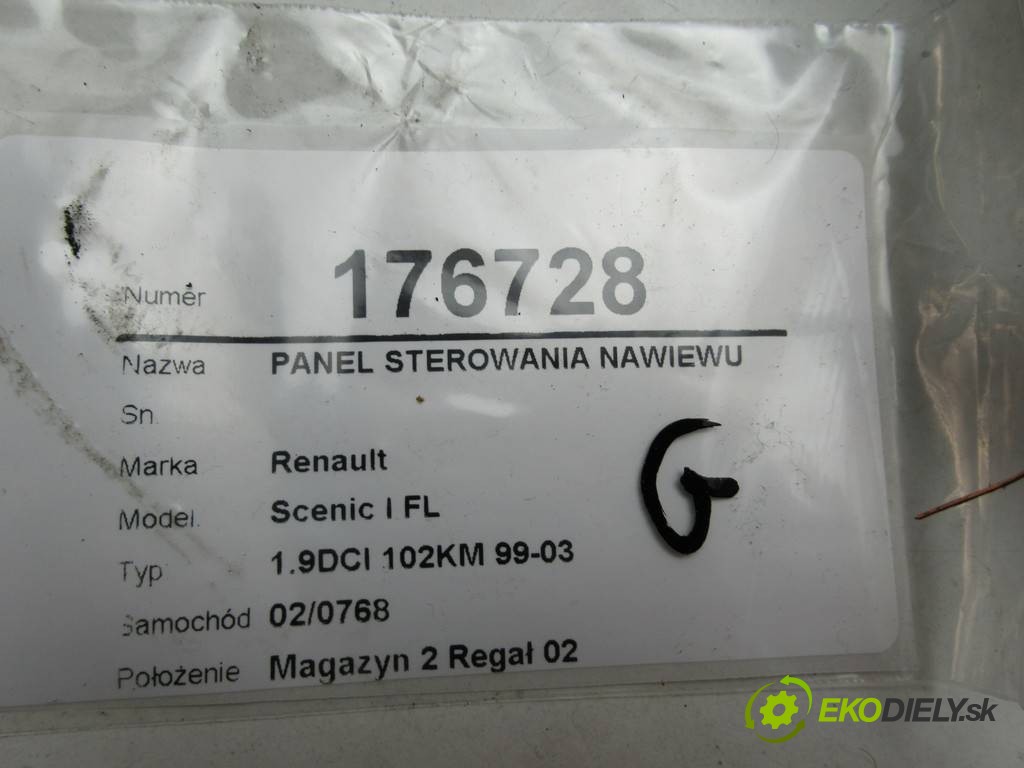 Numer 176728
Nazwa PANEL STEROWANIA NAWIEWU
Sn.
Marka Renault
Model. Scenic I FL
Typ 1.9DCI 102KM 99-03
Samochód 02/0768
Położenie Magazyn 2 Regał 02
G
EKODIELY.sk